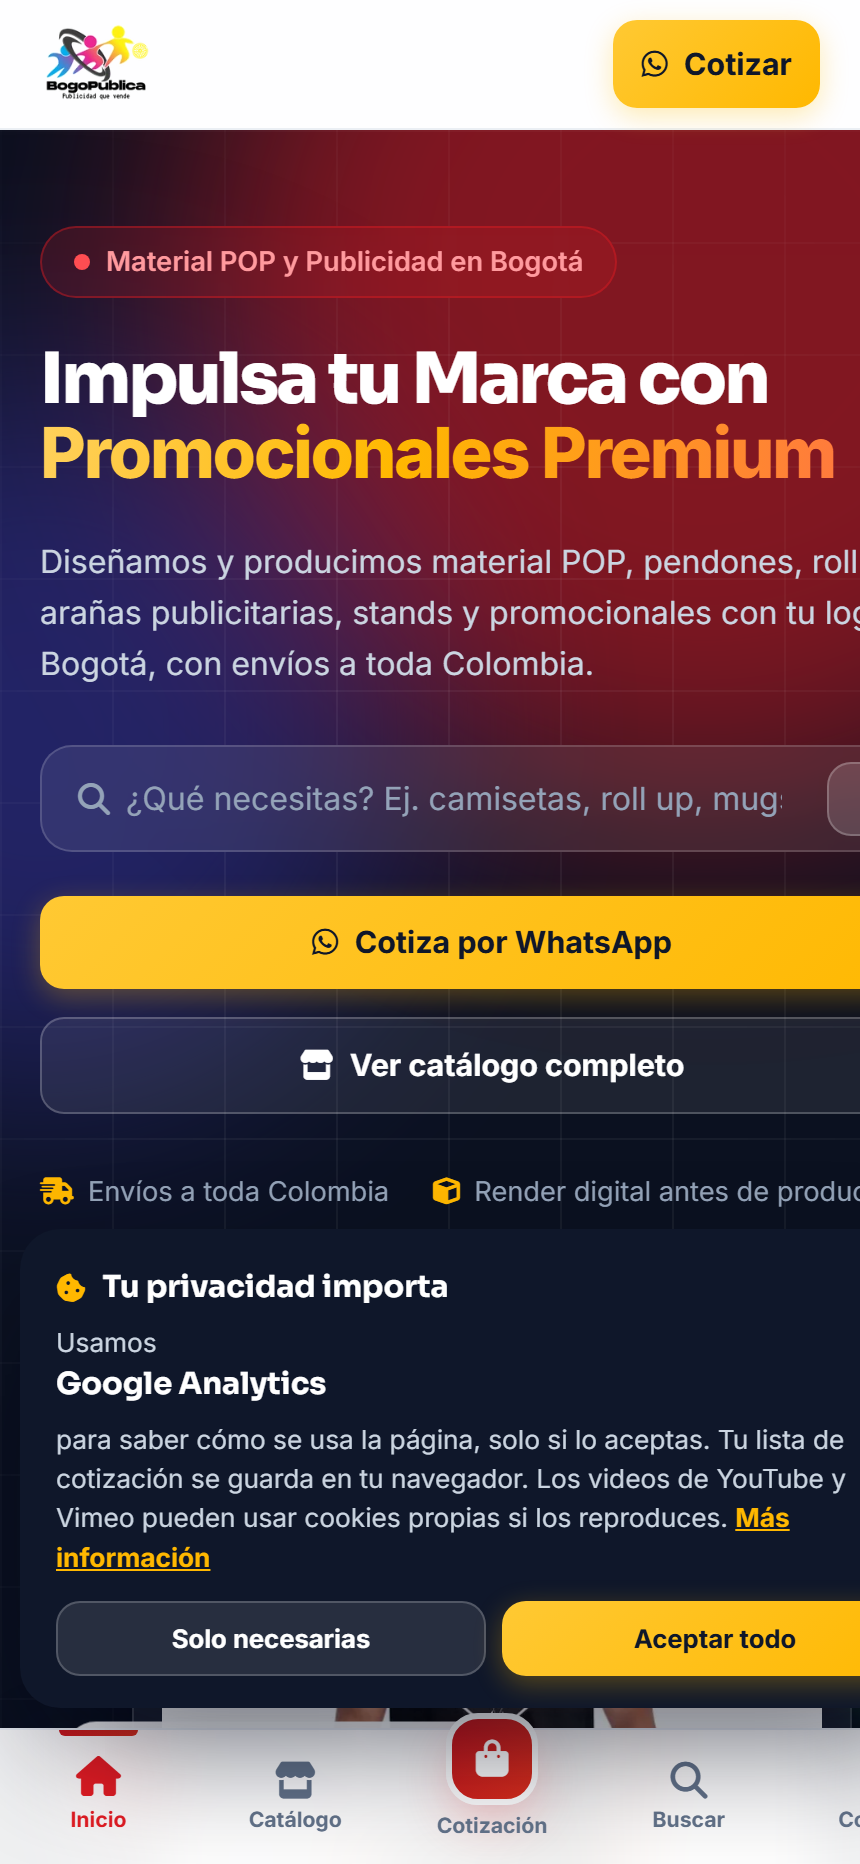 BogoPublica
Publicidad que vende
Cotizar
Material POP y Publicidad en Bogotá
Impulsa tu Marca con
Promocionales Premium
Diseñamos y producimos material POP, pendones, roll
arañas publicitarias, stands y promocionales con tu
Bogotá, con envíos a toda Colombia.
¿Qué necesitas? Ej. camisetas, roll up, mugs
Cotiza por WhatsApp
Ver catálogo completo
Envíos a toda Colombia
Render digital antes de
Tu privacidad importa
Usamos
Google Analytics
para saber cómo se usa la página, solo si lo aceptas. Tu lista de
cotización se guarda en tu navegador. Los videos de YouTube y
Vimeo pueden usar cookies propias si los reproduces. Más
información
Solo necesarias
Aceptar todo
Inicio
Catálogo
Cotización
Buscar